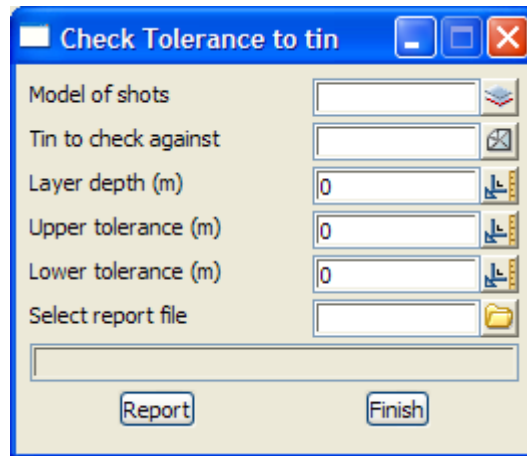 Check Tolerance to tin
Model of shots
Tin to check against
Layer depth (m) 0
Upper tolerance (m) 0
Lower tolerance (m) 0
Select report file
Report Finish